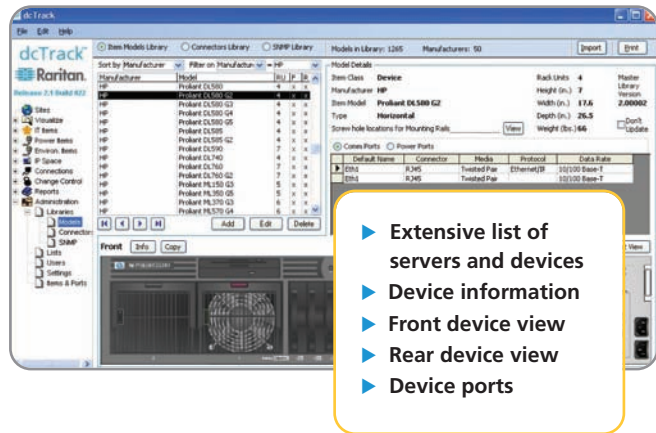 dcTrack
File Edit Help
dcTrack
Raritan.
Release 2.1 Build 422
Sites
Visualize
IT Items
Power Items
Environ. Items
IP Space
Connections
Change Control
Reports
Administration
Libraries
Models
Connectors
SNMP
Lists
Users
Settings
Items & Ports
Item Models Library Connectors Library SNMP Library
Sort by Manufacturer Filter on Manufactur = HP
Manufacturer Model RU F R
HP Proliant DL580 4 x x
HP Proliant DL580 G2 4 x x
HP Proliant DL580 G3 4 x x
HP Proliant DL580 G4 4 x x
HP Proliant DL580 G5 4 x x
HP Proliant DL585 4 x x
HP Proliant DL585 G2 4 x x
HP Proliant DL590 7 x x
HP Proliant DL740 4 x x
HP Proliant DL760 7 x x
HP Proliant DL760 G2 7 x x
HP Proliant ML350 G3 5 x x
HP Proliant ML350 G5 5 x x
HP Proliant ML370 G3 6 x x
HP Proliant ML570 G4 6 x x
Add Edit Delete
Models in Library: 1265 Manufacturers: 50 Import Print
Model Details
Item Class Device Rack Units 4 Master
Library
Version
2.00002
Manufacturer HP Height (in.) 7
Item Model Proliant DL580 G2 Width (in.) 17.6
Type Horizontal Depth (in.) 26.5 Don't
Update
Screw hole locations for Mounting Rails View Weight (lbs.) 66
Comm Ports Power Ports
Default Name Connector Media Protocol Data Rate
Eth1 RJ45 Twisted Pair Ethernet/IP 10/100 Base-T
Eth1 RJ45 Twisted Pair 10/100 Base-T
Front Info Copy
View
Extensive list of
servers and devices
Device information
Front device view
Rear device view
Device ports